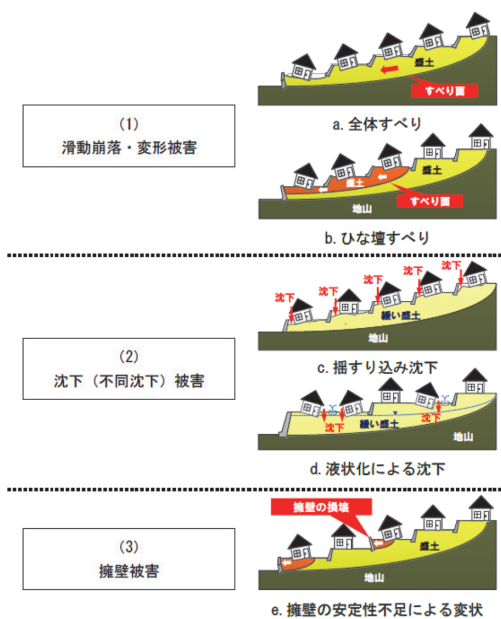 (1)
滑動崩落・変形被害
盛土
すべり面
a. 全体すべり
盛土
盛土
すべり面
地山
b. ひな壇すべり
(2)
沈下（不同沈下）被害
沈下
沈下
沈下
沈下
沈下
緩い盛土
地山
c. 揺すり込み沈下
沈下
沈下
緩い盛土
地山
d. 液状化による沈下
(3)
擁壁被害
擁壁の損壊
盛土
地山
e. 擁壁の安定性不足による変状